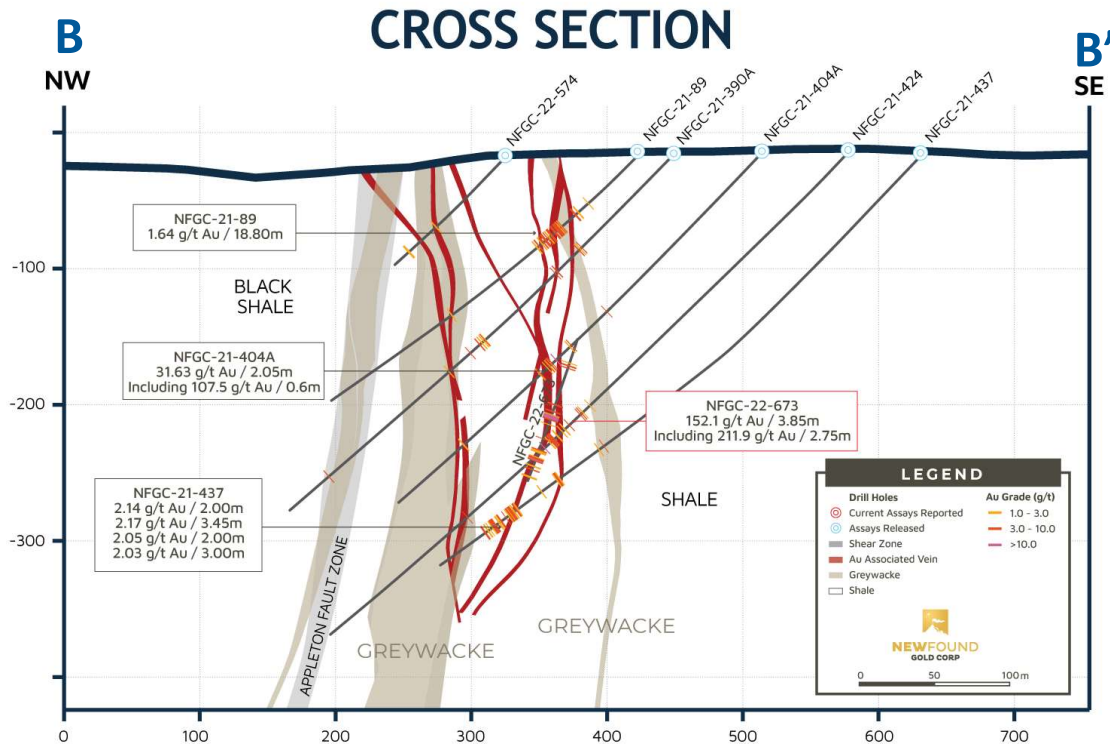 CROSS SECTION
B
NW
B'
SE
NFGC-22-574
NFGC-21-89
NFGC-21-390A
NFGC-21-404A
NFGC-21-424
NFGC-21-437
NFGC-21-89
1.64 g/t Au / 18.80m
-100
BLACK
SHALE
NFGC-21-404A
31.63 g/t Au / 2.05m
Including 107.5 g/t Au / 0.6m
-200
NFGC-22-673
NFGC-22-673
152.1 g/t Au / 3.85m
Including 211.9 g/t Au / 2.75m
NFGC-21-437
2.14 g/t Au / 2.00m
2.17 g/t Au / 3.45m
2.05 g/t Au / 2.00m
2.03 g/t Au / 3.00m
SHALE
-300
APPLETON FAULT ZONE
GREYWACKE
GREYWACKE
LEGEND
Drill Holes
Current Assays Reported
Assays Released
Shear Zone
Au Associated Vein
Greywacke
Shale
Au Grade (g/t)
1.0 - 3.0
3.0 - 10.0
>10.0
NEWFOUND
GOLD CORP
0 50 100 m
0 100 200 300 400 500 600 700